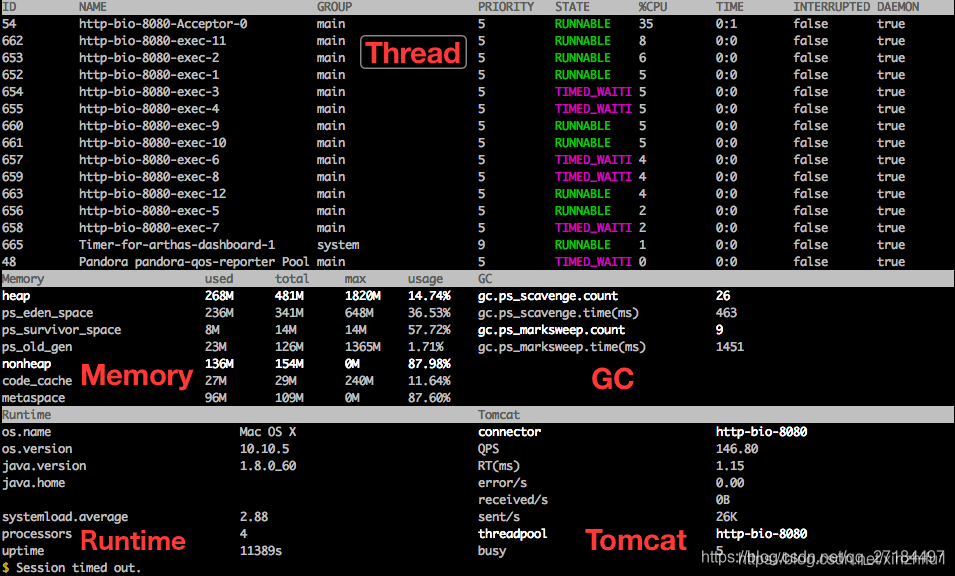 ID NAME GROUP PRIORITY STATE %CPU TIME INTERRUPTED DAEMON
54 http-bio-8080-Acceptor-0 main 5 RUNNABLE 35 0:1 false true
662 http-bio-8080-exec-11 main 5 RUNNABLE 8 0:0 false true
653 http-bio-8080-exec-2 main 5 RUNNABLE 6 0:0 false true
652 http-bio-8080-exec-1 main 5 RUNNABLE 5 0:0 false true
654 http-bio-8080-exec-3 main 5 TIMED_WAITI 5 0:0 false true
655 http-bio-8080-exec-4 main 5 TIMED_WAITI 5 0:0 false true
660 http-bio-8080-exec-9 main 5 RUNNABLE 5 0:0 false true
661 http-bio-8080-exec-10 main 5 RUNNABLE 5 0:0 false true
657 http-bio-8080-exec-6 main 5 TIMED_WAITI 4 0:0 false true
659 http-bio-8080-exec-8 main 5 TIMED_WAITI 4 0:0 false true
663 http-bio-8080-exec-12 main 5 RUNNABLE 4 0:0 false true
656 http-bio-8080-exec-5 main 5 RUNNABLE 2 0:0 false true
658 http-bio-8080-exec-7 main 5 TIMED_WAITI 2 0:0 false true
665 Timer-for-arthas-dashboard-1 system 9 RUNNABLE 1 0:0 false true
48 Pandora pandora-qos-reporter Pool main 5 TIMED_WAITI 0 0:0 false true
Thread
Memory used total max usage GC
heap 268M 481M 1820M 14.74% gc.ps_scavenge.count 26
ps_eden_space 236M 341M 648M 36.53% gc.ps_scavenge.time(ms) 463
ps_survivor_space 8M 14M 14M 57.72% gc.ps_marksweep.count 9
ps_old_gen 23M 126M 1365M 1.71% gc.ps_marksweep.time(ms) 1451
nonheap 136M 154M 0M 87.98%
code_cache 27M 29M 240M 11.64%
metaspace 96M 109M 0M 87.60%
Memory GC
Runtime Tomcat
os.name Mac OS X connector http-bio-8080
os.version 10.10.5 QPS 146.80
java.version 1.8.0_60 RT(ms) 1.15
java.home error/s 0.00
received/s 0B
systemload.average 2.88 sent/s 26K
processors 4 threadpool http-bio-8080
uptime 11389s busy 5
Runtime Tomcat
$ Session timed out.